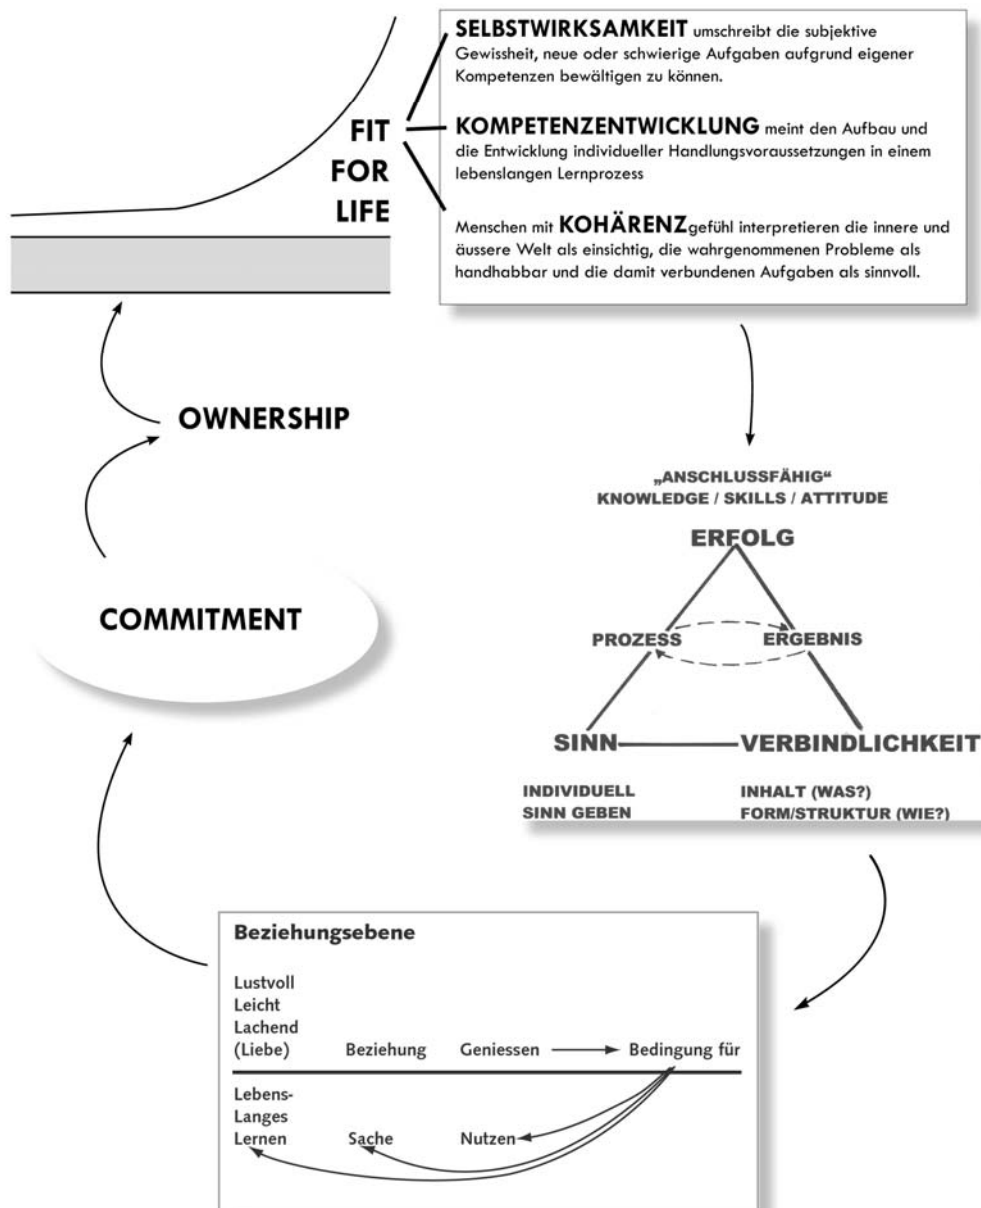 FIT
FOR
LIFE
SELBSTWIRKSAMKEIT umschreibt die subjektive
Gewissheit, neue oder schwierige Aufgaben aufgrund eigener
Kompetenzen bewältigen zu können.
KOMPETENZENTWICKLUNG meint den Aufbau und
die Entwicklung individueller Handlungsvoraussetzungen in einem
lebenslangen Lernprozess
Menschen mit KOHÄRENZgefühl interpretieren die innere und
äussere Welt als einsichtig, die wahrgenommenen Probleme als
handhabbar und die damit verbundenen Aufgaben als sinnvoll.
OWNERSHIP
COMMITMENT
„ANSCHLUSSFÄHIG“
KNOWLEDGE / SKILLS / ATTITUDE
ERFOLG
PROZESS ERGEBNIS
SINN VERBINDLICHKEIT
INDIVIDUELL INHALT (WAS?)
SINN GEBEN FORM/STRUKTUR (WIE?)
Beziehungsebene
Lustvoll
Leicht
Lachend
(Liebe) Beziehung Geniessen Bedingung für
Lebens-
Langes
Lernen Sache Nutzen